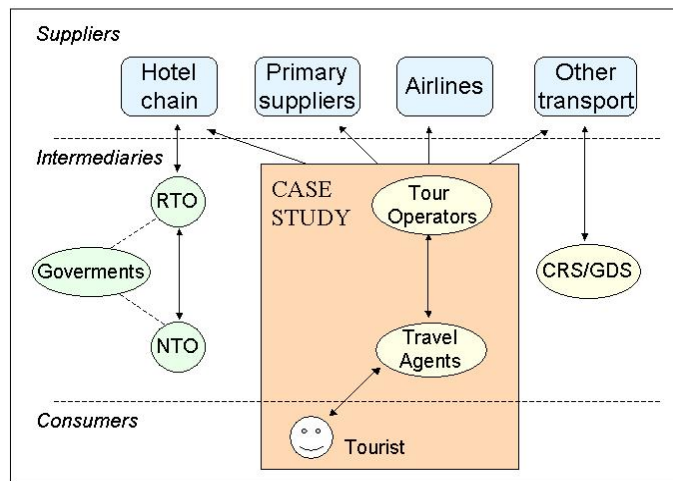 Suppliers
Hotel
chain
Primary
suppliers
Airlines
Other
transport
Intermediaries
RTO
Goverments
NTO
CASE
STUDY
Tour
Operators
Travel
Agents
CRS/GDS
Consumers
Tourist